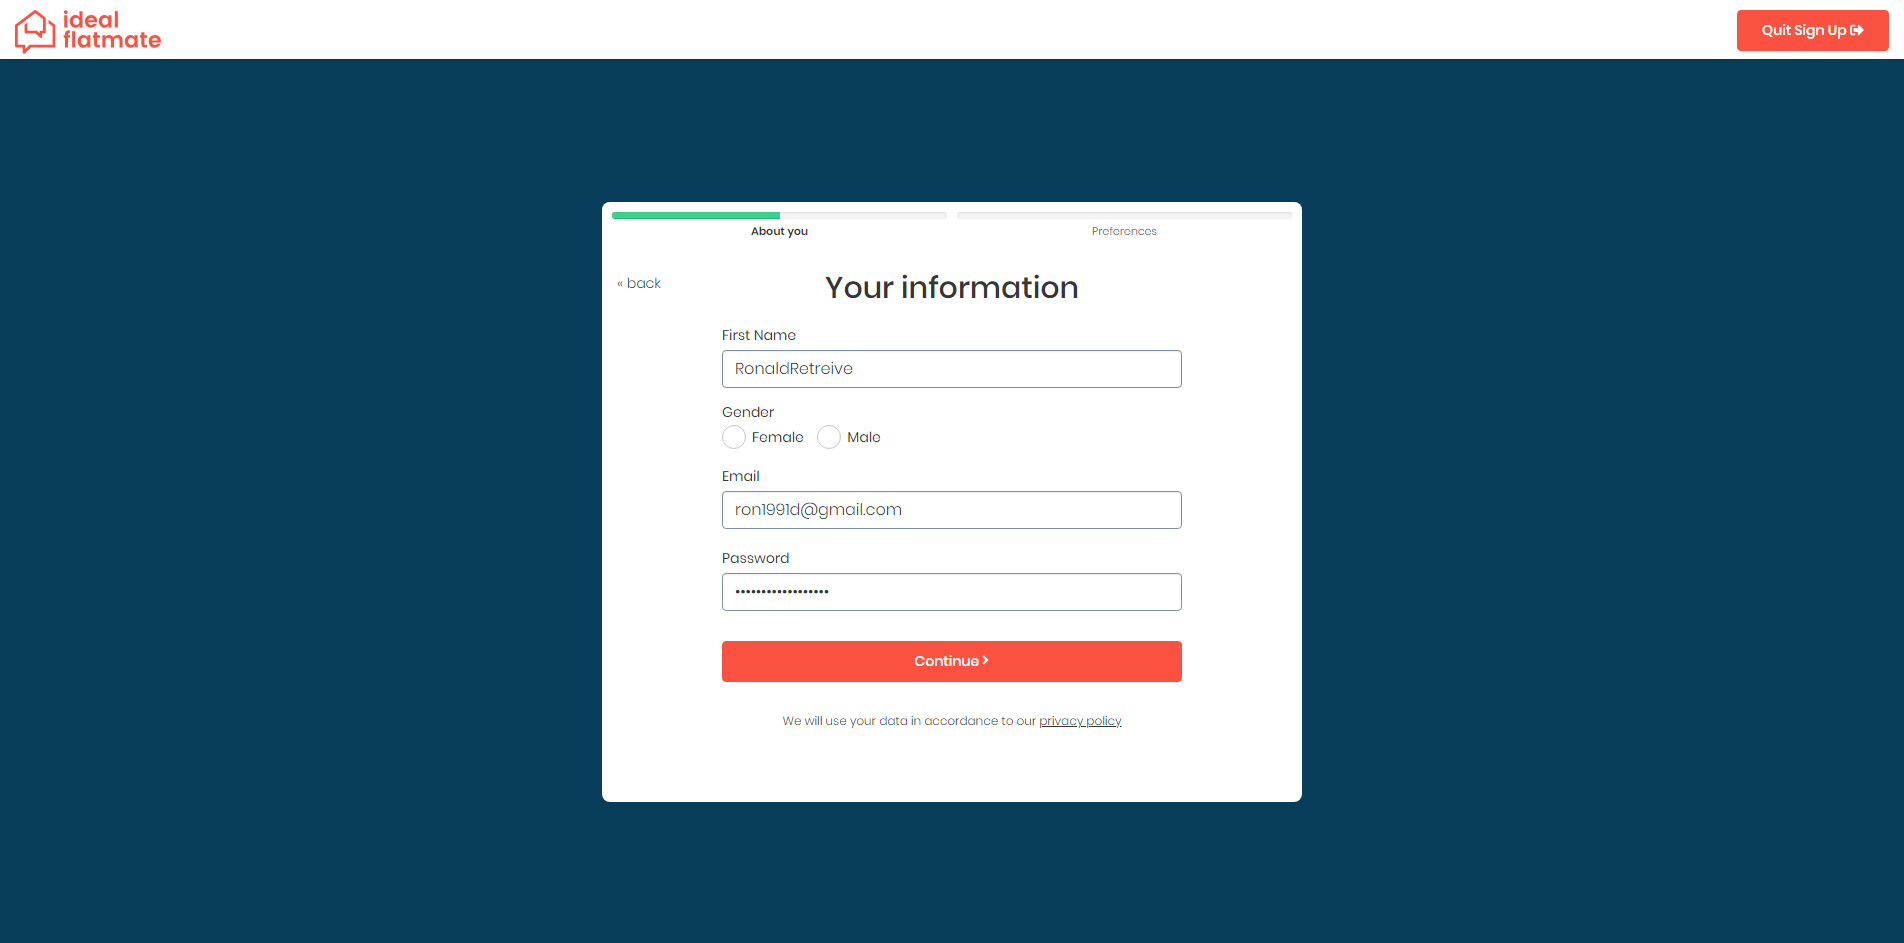 ideal
flatmate
Quit Sign Up
About you
Preferences
« back
Your information
First Name
RonaldRetreive
Gender
Female Male
Email
ron1991d@gmail.com
Password
••••••••••••••••••
Continue
We will use your data in accordance to our privacy policy